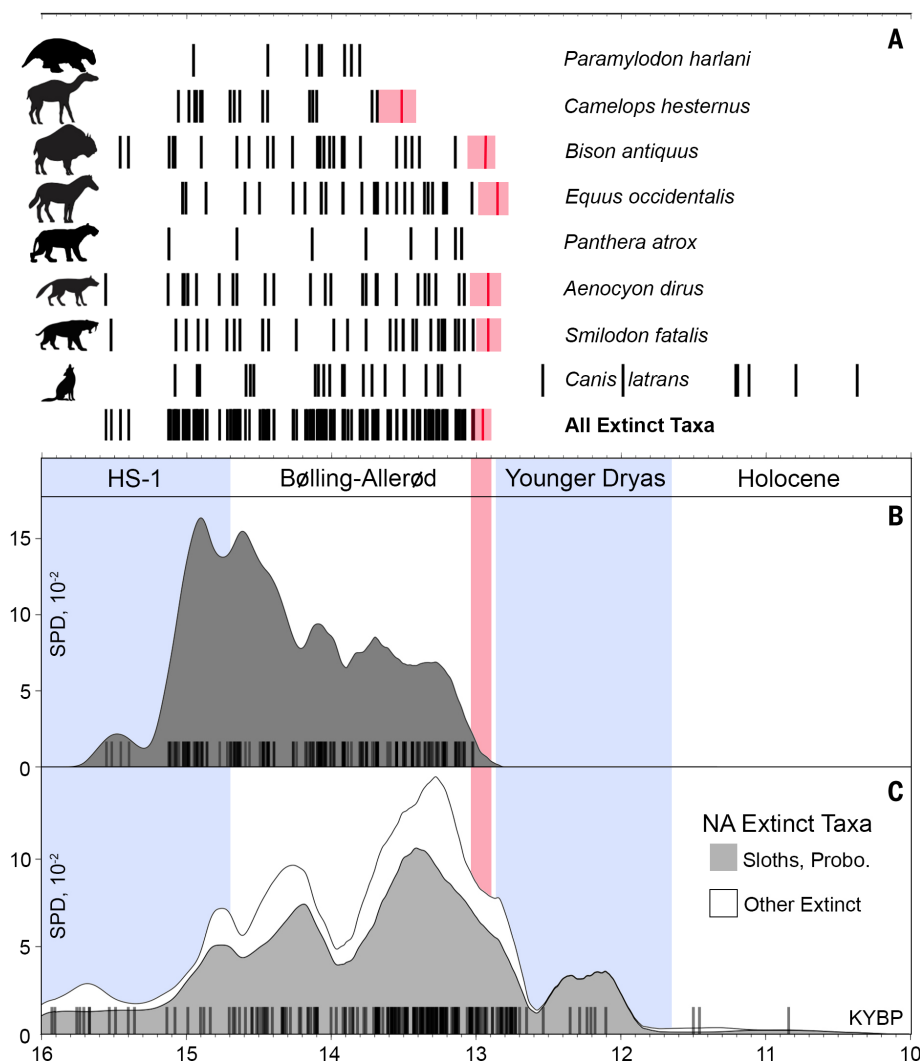 A
Paramylodon harlani
Camelops hesternus
Bison antiquus
Equus occidentalis
Panthera atrox
Aenocyon dirus
Smilodon fatalis
Canis latrans
All Extinct Taxa
HS-1 Bølling-Allerød Younger Dryas Holocene
B
15
10
5
0
SPD, 10-2
C
NA Extinct Taxa
Sloths, Probo.
Other Extinct
10
5
0
SPD, 10-2
KYBP
16 15 14 13 12 11 10